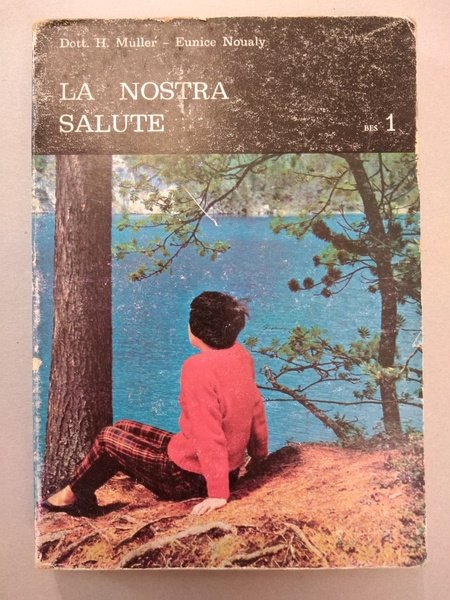 Dott. H. Müller - Eunice Noualy
LA NOSTRA
SALUTE
BES 1